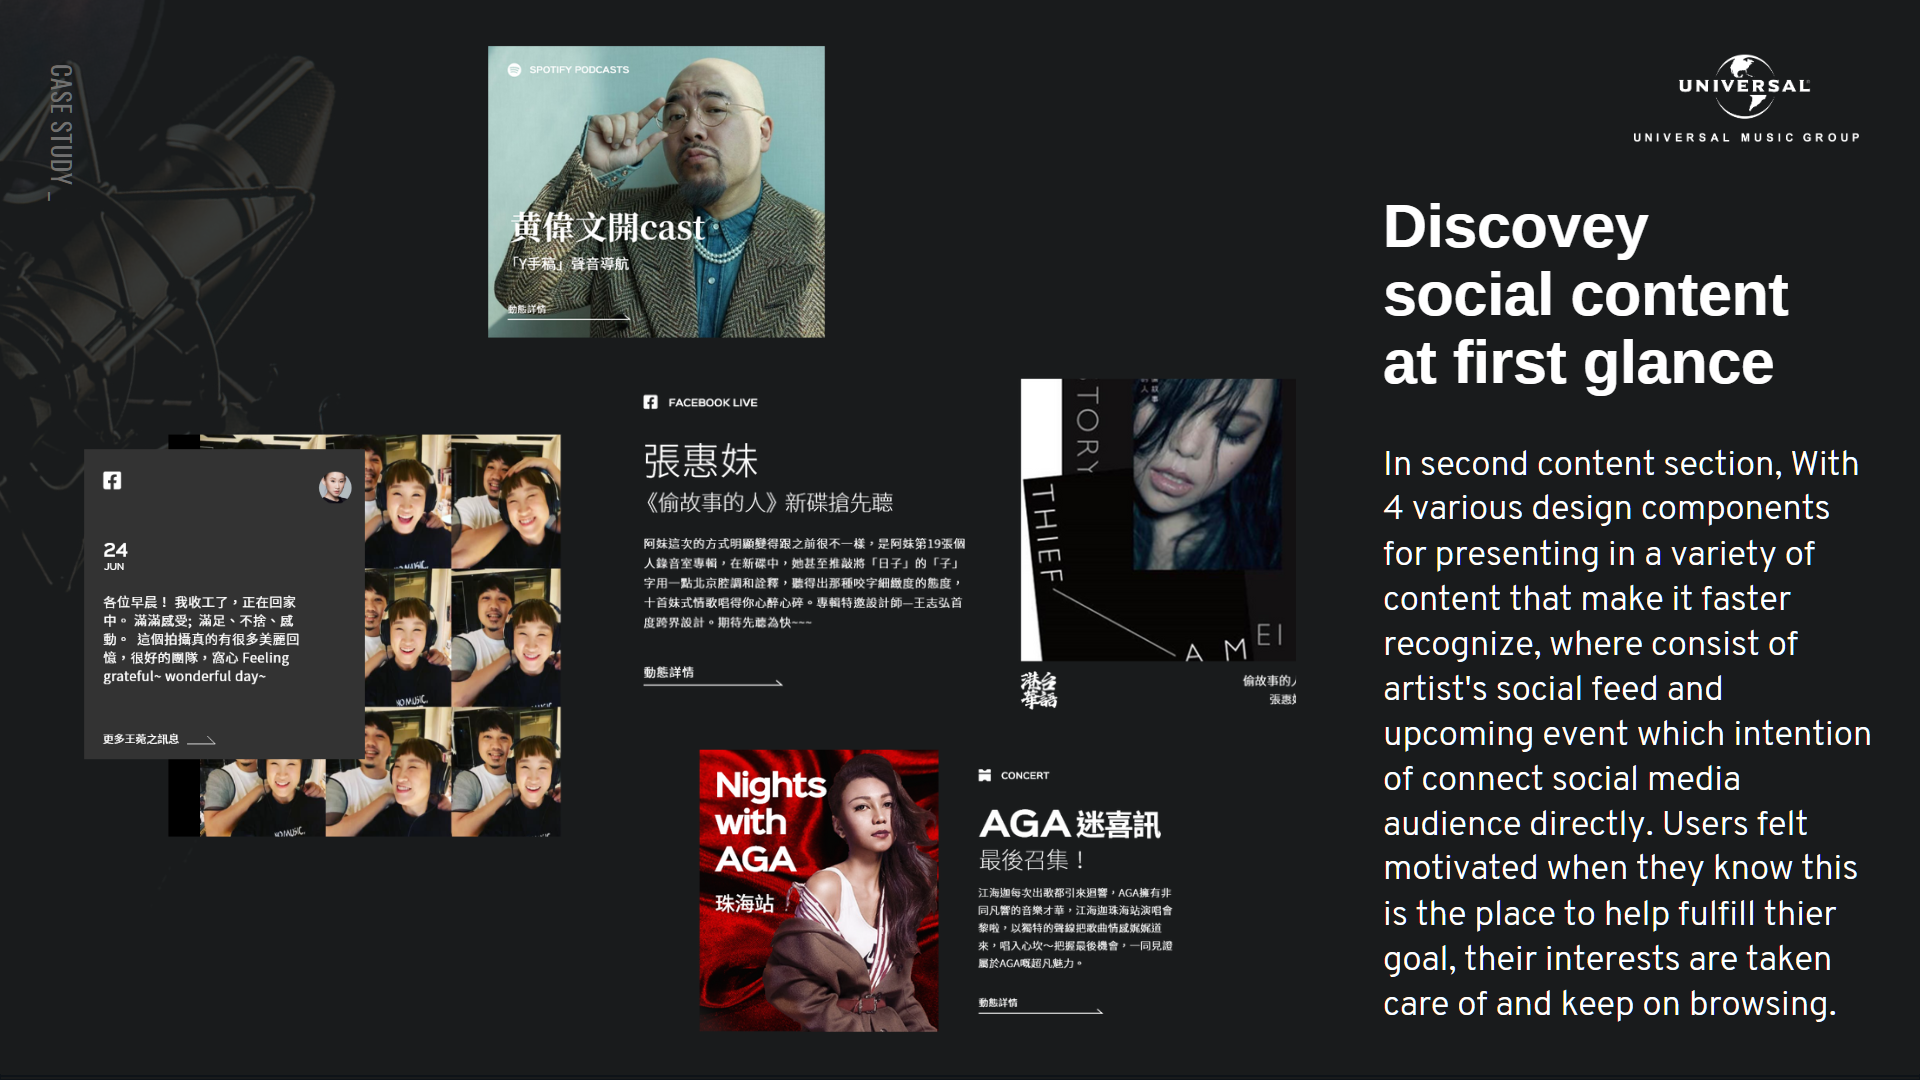 CASE STUDY –
SPOTIFY PODCASTS
黃偉文開cast
「Y手稿」聲音導航
動態詳情
UNIVERSAL
UNIVERSAL MUSIC GROUP
Discovey
social content
at first glance
In second content section, With
4 various design components
for presenting in a variety of
content that make it faster
recognize, where consist of
artist's social feed and
upcoming event which intention
of connect social media
audience directly. Users felt
motivated when they know this
is the place to help fulfill thier
goal, their interests are taken
care of and keep on browsing.
24
JUN
各位早晨！ 我收工了，正在回家
中。 滿滿感受; 滿足、不捨、感
動。 這個拍攝真的有很多美麗回
憶，很好的團隊，窩心 Feeling
grateful~ wonderful day~
更多王菀之訊息
NO MUSIC,
NO MUSIC,
FACEBOOK LIVE
張惠妹
《偷故事的人》新碟搶先聽
阿妹這次的方式明顯變得跟之前很不一樣，是阿妹第19張個
人錄音室專輯，在新碟中，她甚至推敲將「日子」的「子」
字用一點北京腔調和詮釋，聽得出那種咬字細緻度的態度，
十首妹式情歌唱得你心醉心碎。專輯特邀設計師—王志弘首
度跨界設計。期待先聽為快~~~
動態詳情
STORY
THIEF
A MEI
港台
華語
偷故事的人
張惠妹
Nights
with
AGA
珠海站
CONCERT
AGA 迷喜訊
最後召集！
江海迦每次出歌都引來迴響，AGA擁有非
同凡響的音樂才華，江海迦珠海站演唱會
黎啦，以獨特的聲線把歌曲情感娓娓道
來，唱入心坎～把握最後機會，一同見證
屬於AGA嘅超凡魅力。
動態詳情